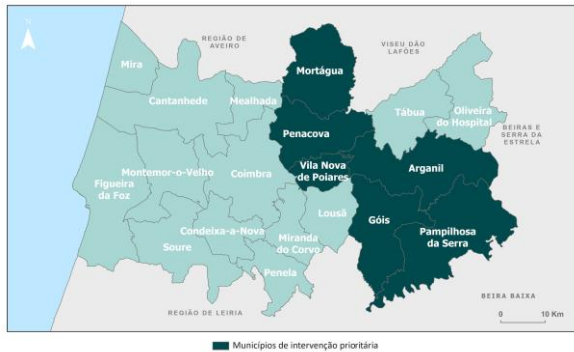 N
REGIÃO DE
AVEIRO
VISEU DÃO
LAFÕES
Mira
Mortágua
Cantanhede
Mealhada
Tábua
Oliveira
do Hospital
Penacova
BEIRAS E
SERRA DA
ESTRELA
Vila Nova
de Poiares
Arganil
Montomor-o-Velho
Coimbra
Figueira
da Foz
Lousã
Góis
Pampilhosa
da Serra
Condeixa-a-Nova
Miranda
do Corvo
Soure
Penela
REGIÃO DE LEIRIA
BEIRA BAIXA
0 10 Km
Municípios de intervenção prioritária